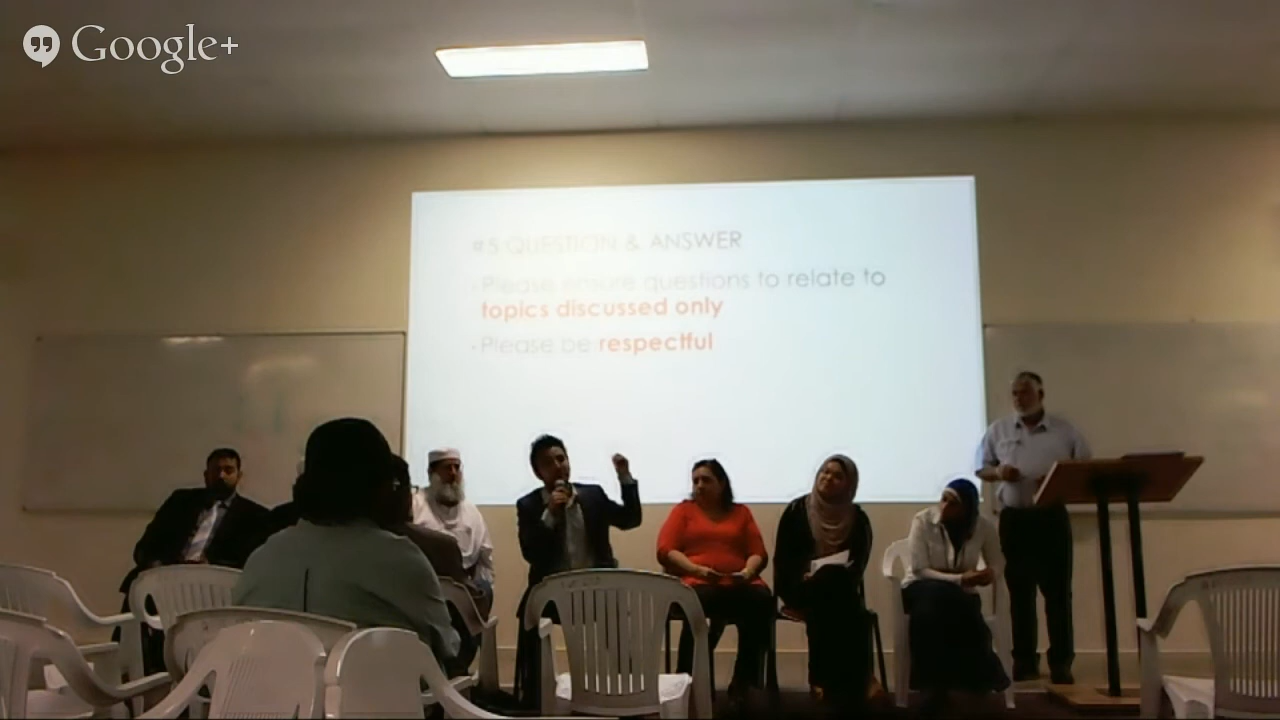 Google+
#5 QUESTION & ANSWER
- Please ensure questions to relate to
topics discussed only
- Please be respectful